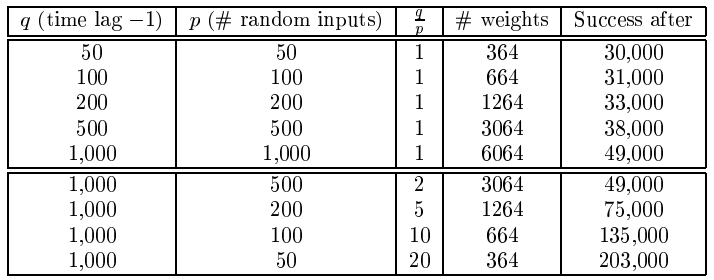 q (time lag −1) p (# random inputs) q/p # weights Success after
50 50 1 364 30,000
100 100 1 664 31,000
200 200 1 1264 33,000
500 500 1 3064 38,000
1,000 1,000 1 6064 49,000
1,000 500 2 3064 49,000
1,000 200 5 1264 75,000
1,000 100 10 664 135,000
1,000 50 20 364 203,000